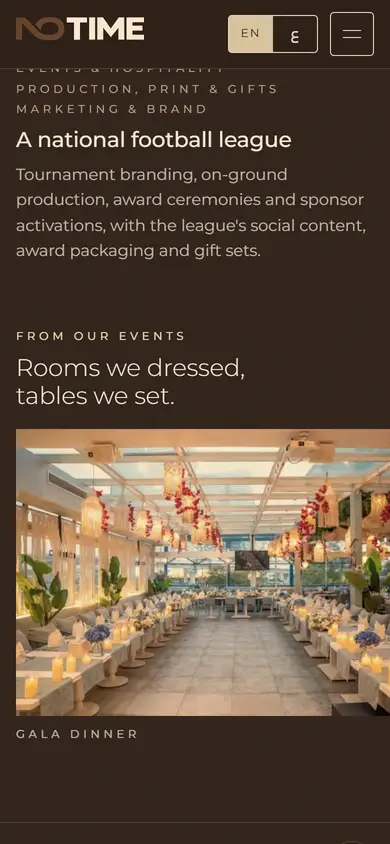 NOTIME
EN
ع
EVENTS & HOSPITALITY
PRODUCTION, PRINT & GIFTS
MARKETING & BRAND
A national football league
Tournament branding, on-ground
production, award ceremonies and sponsor
activations, with the league's social content,
award packaging and gift sets.
FROM OUR EVENTS
Rooms we dressed,
tables we set.
GALA DINNER